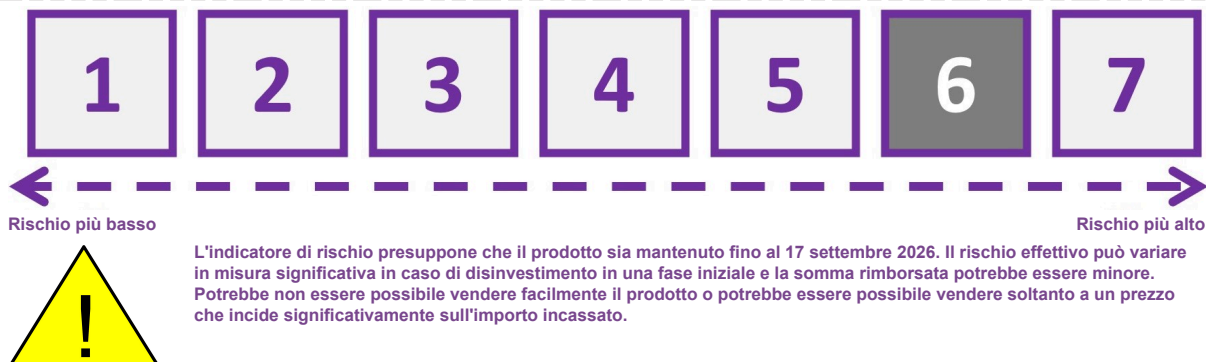 1 2 3 4 5 6 7
Rischio più basso Rischio più alto
L'indicatore di rischio presuppone che il prodotto sia mantenuto fino al 17 settembre 2026. Il rischio effettivo può variare
in misura significativa in caso di disinvestimento in una fase iniziale e la somma rimborsata potrebbe essere minore.
Potrebbe non essere possibile vendere facilmente il prodotto o potrebbe essere possibile vendere soltanto a un prezzo
che incide significativamente sull'importo incassato.
!